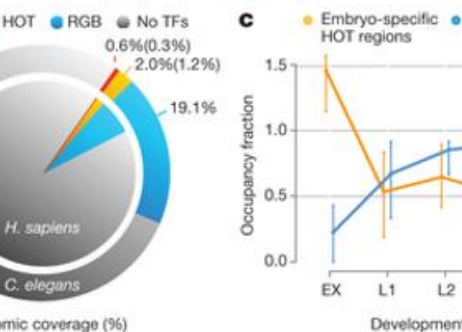 HOT RGB No TFs
0.6%(0.3%)
2.0%(1.2%)
19.1%
H. sapiens
C. elegans
omic coverage (%)
c
Embryo-specific
HOT regions
Occupancy fraction
1.5
1.0
0.5
0.0
EX L1 L2
Developmen